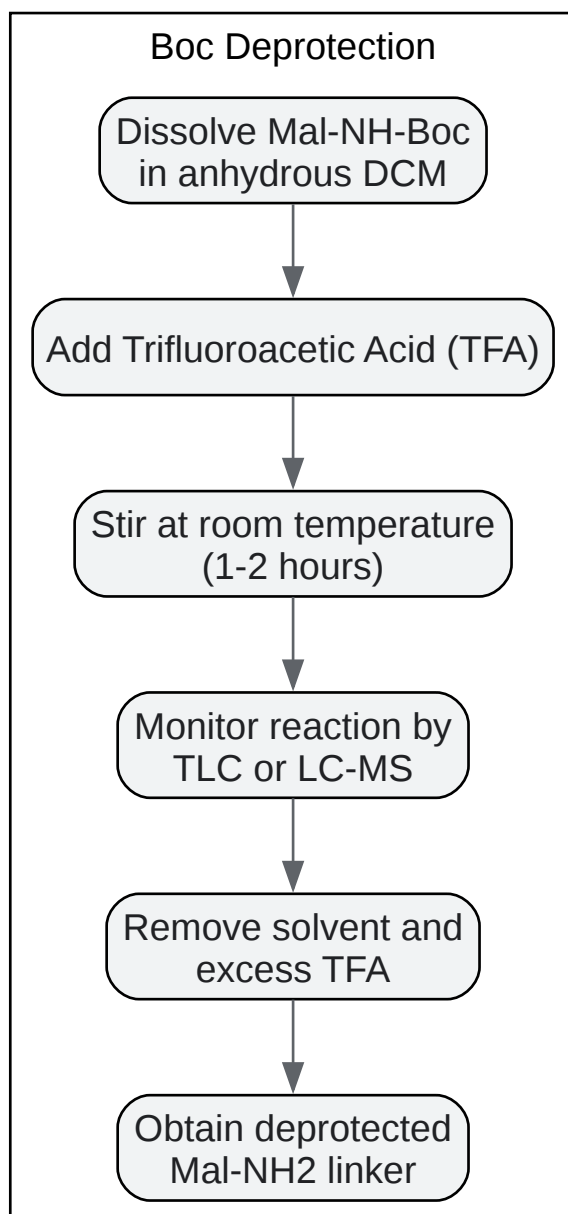 Boc Deprotection
Dissolve Mal-NH-Boc
in anhydrous DCM
Add Trifluoroacetic Acid (TFA)
Stir at room temperature
(1-2 hours)
Monitor reaction by
TLC or LC-MS
Remove solvent and
excess TFA
Obtain deprotected
Mal-NH2 linker